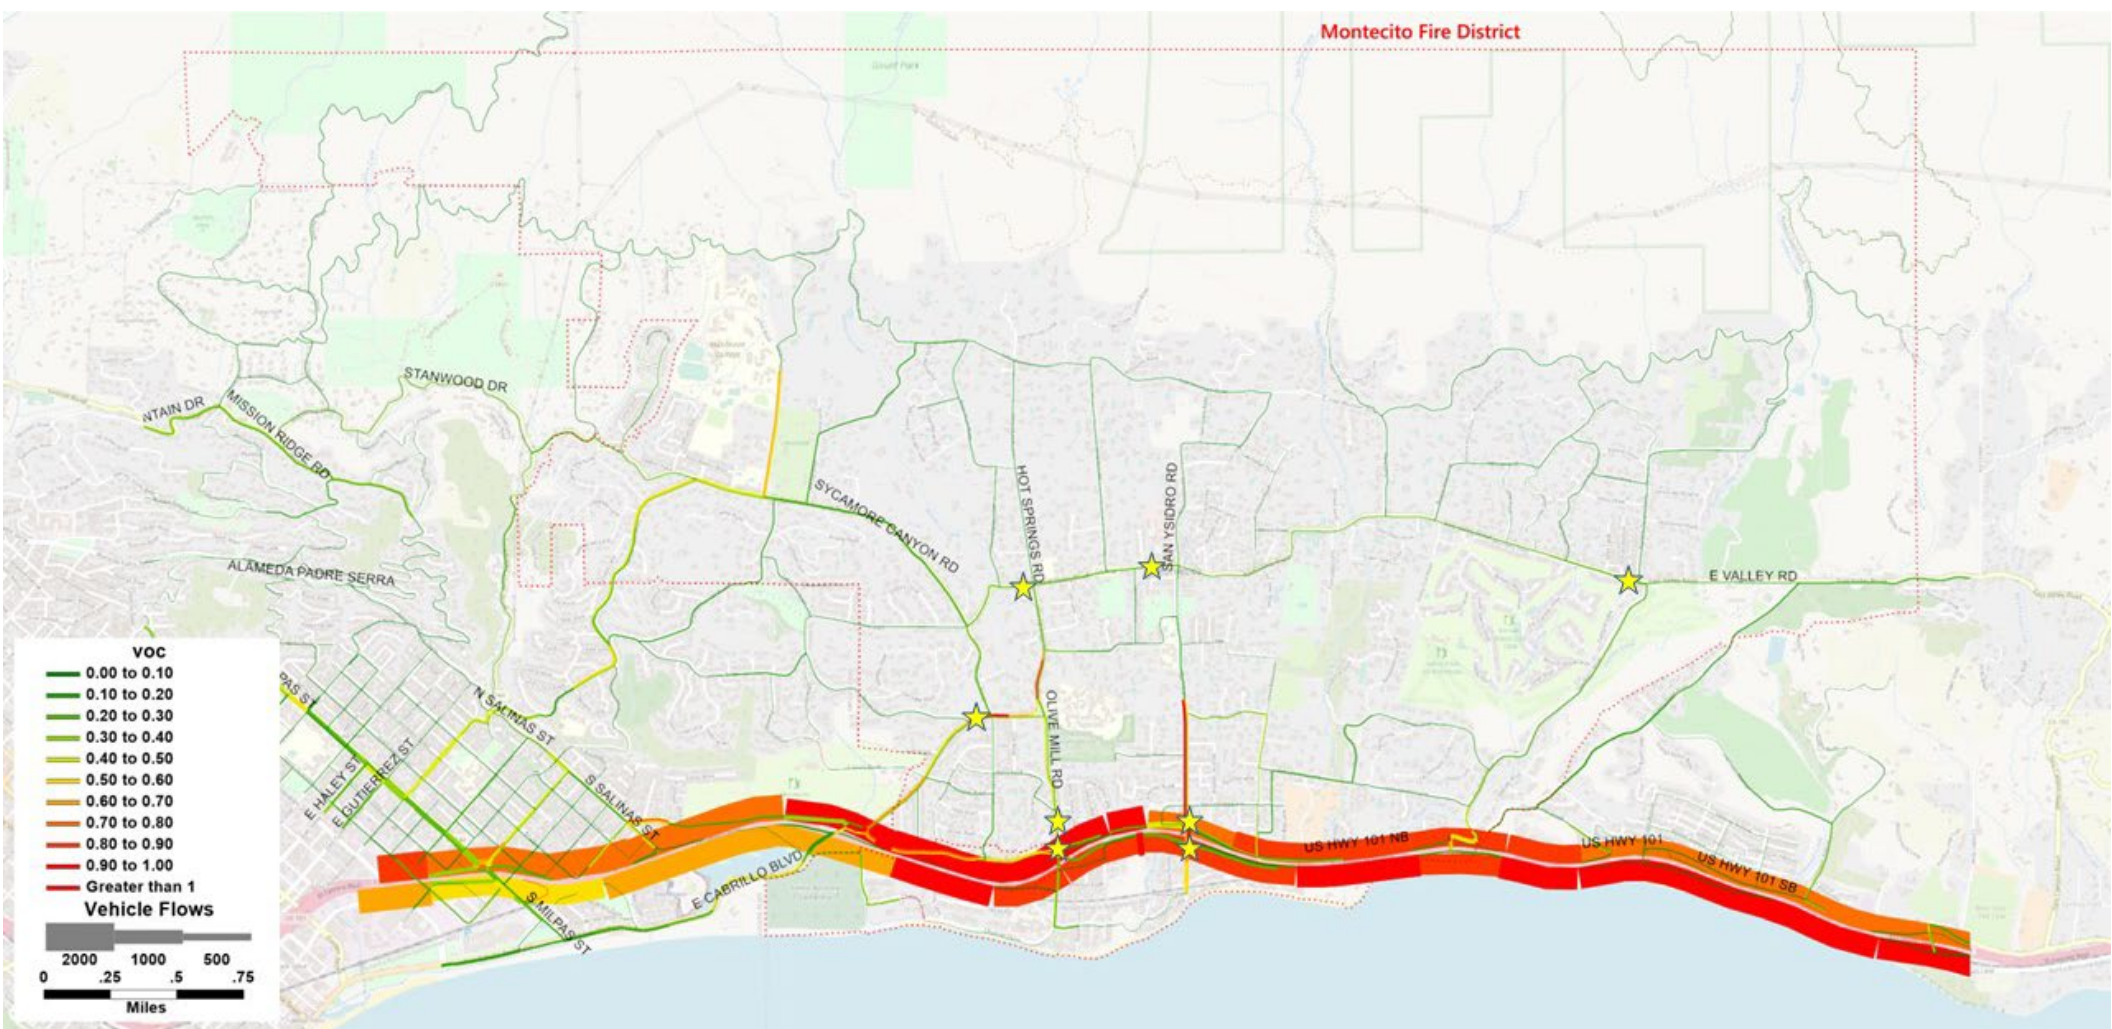 Montecito Fire District
STANWOOD DR
NTAIN DR
MISSION RIDGE RD
SYCAMORE CANYON RD
HOT SPRINGS RD
SAN YSIDRO RD
ALAMEDA PADRE SERRA
E VALLEY RD
OLIVE MILL RD
PAS ST
N SALINAS ST
E HALEY ST
E GUTIERREZ ST
S SALINAS ST
US HWY 101 NB
US HWY 101
US HWY 101 SB
E CABRILLO BLVD
S MILPAS ST
VOC
0.00 to 0.10
0.10 to 0.20
0.20 to 0.30
0.30 to 0.40
0.40 to 0.50
0.50 to 0.60
0.60 to 0.70
0.70 to 0.80
0.80 to 0.90
0.90 to 1.00
Greater than 1
Vehicle Flows
2000 1000 500
0 .25 .5 .75
Miles